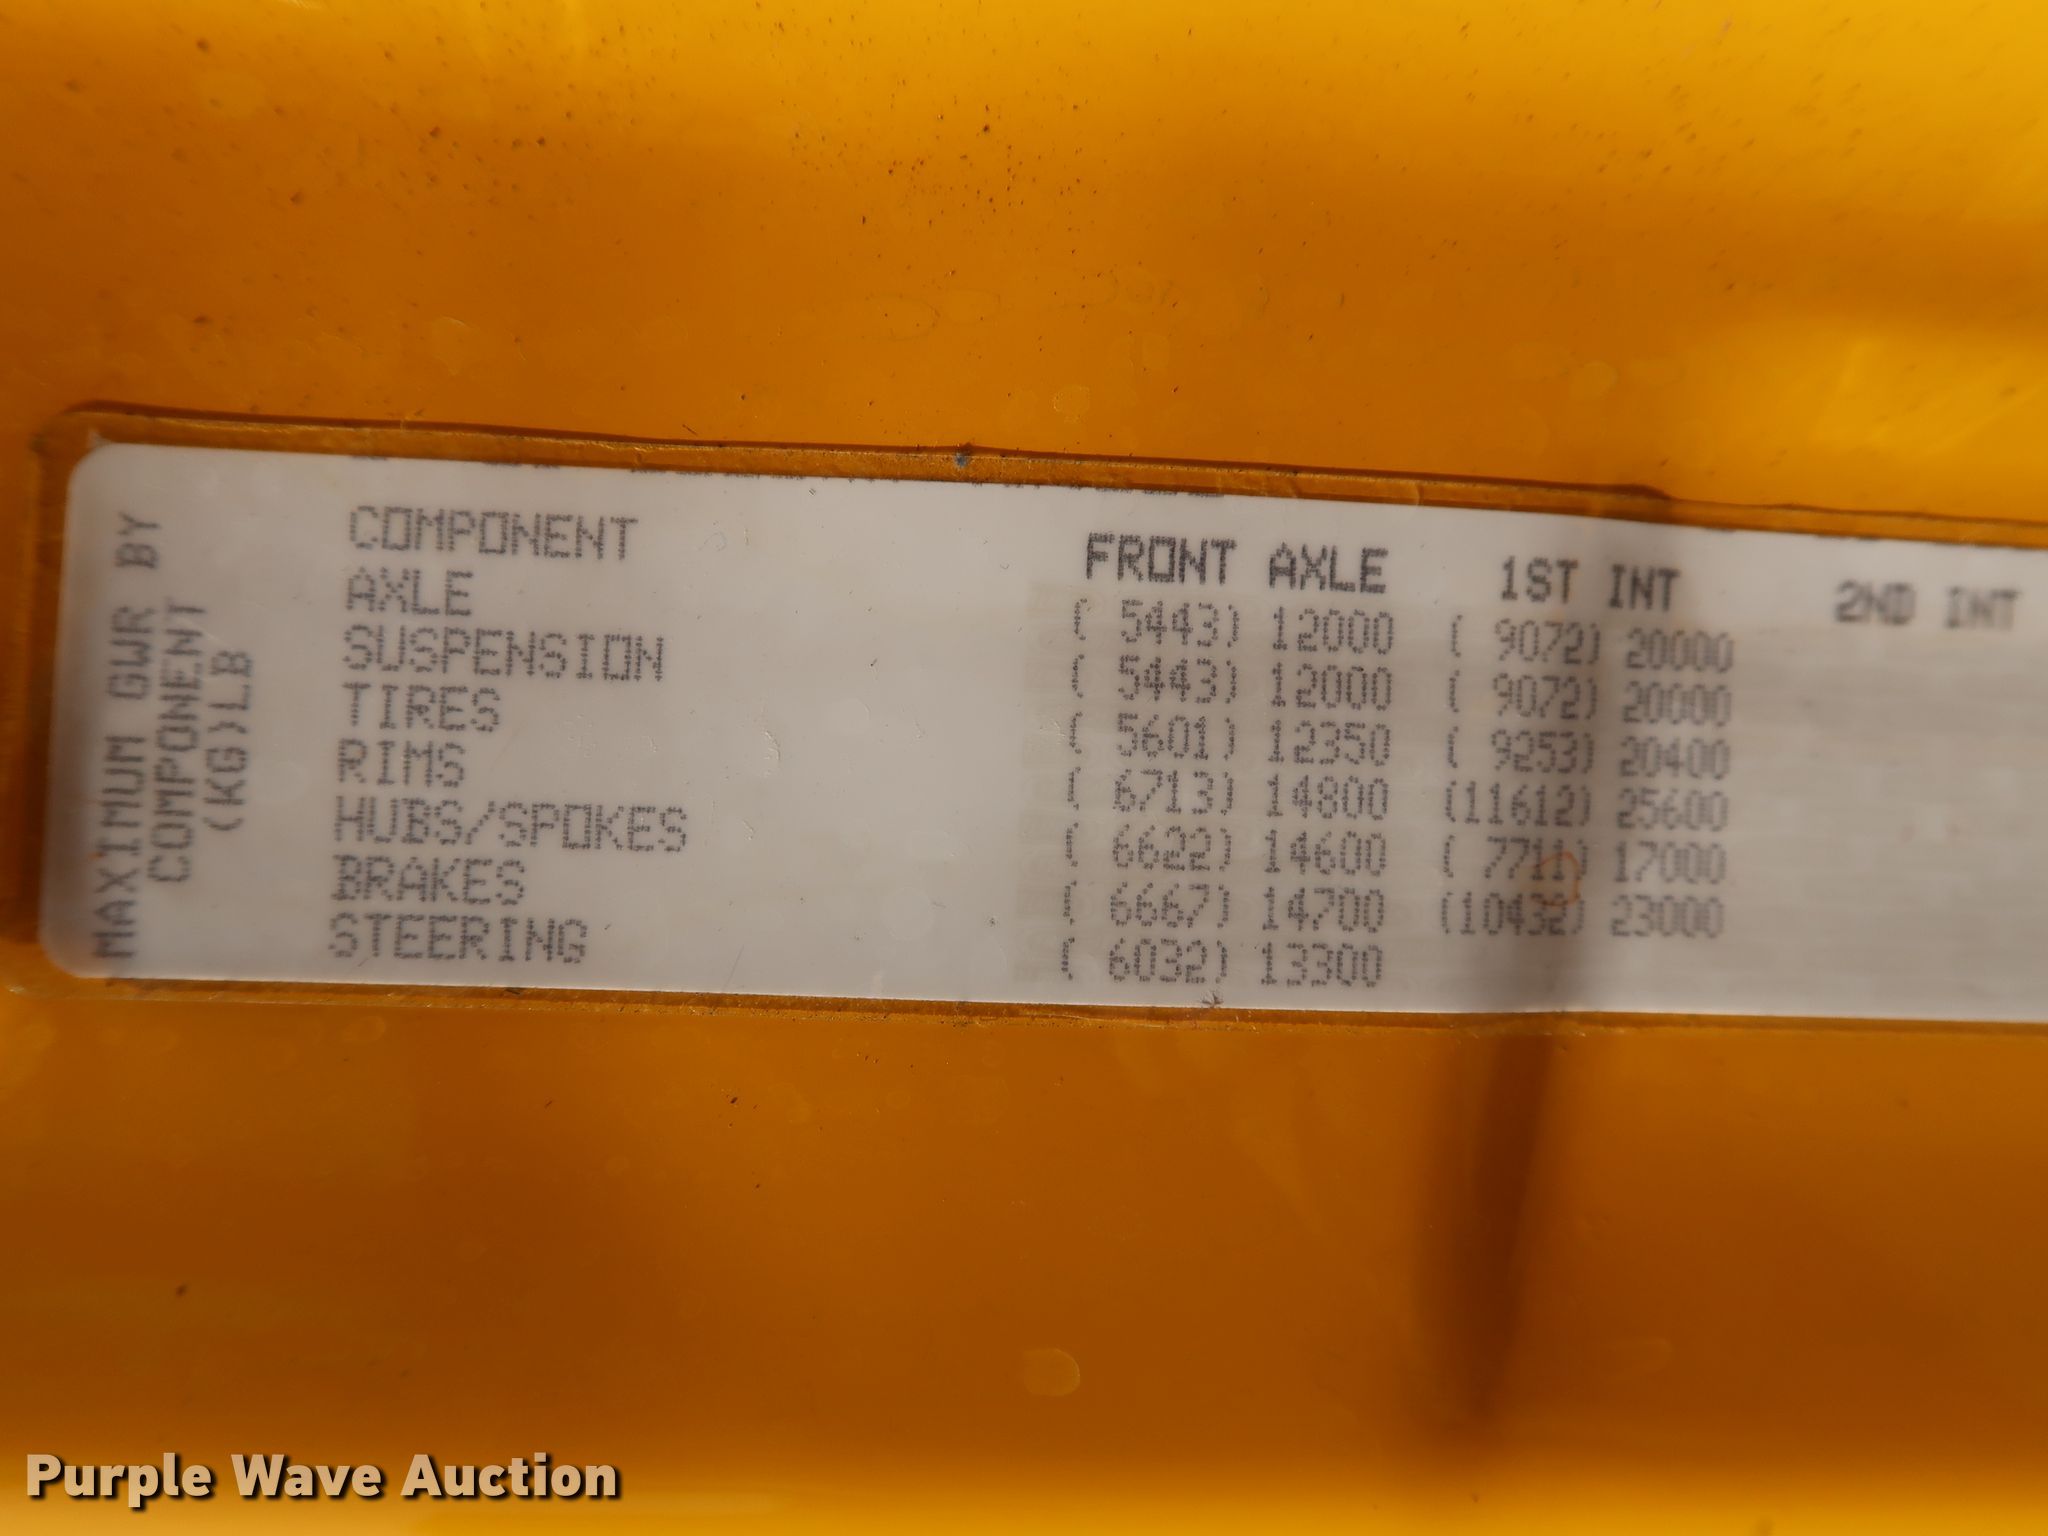 MAXIMUM GWR BY
COMPONENT
(KG)LB
COMPONENT FRONT AXLE 1ST INT 2ND INT
AXLE ( 5443) 12000 ( 9072) 20000
SUSPENSION ( 5443) 12000 ( 9072) 20000
TIRES ( 5601) 12350 ( 9253) 20400
RIMS ( 6713) 14800 (11612) 25600
HUBS/SPOKES ( 6622) 14600 ( 7711) 17000
BRAKES ( 6667) 14700 (10432) 23000
STEERING ( 6032) 13300
Purple Wave Auction